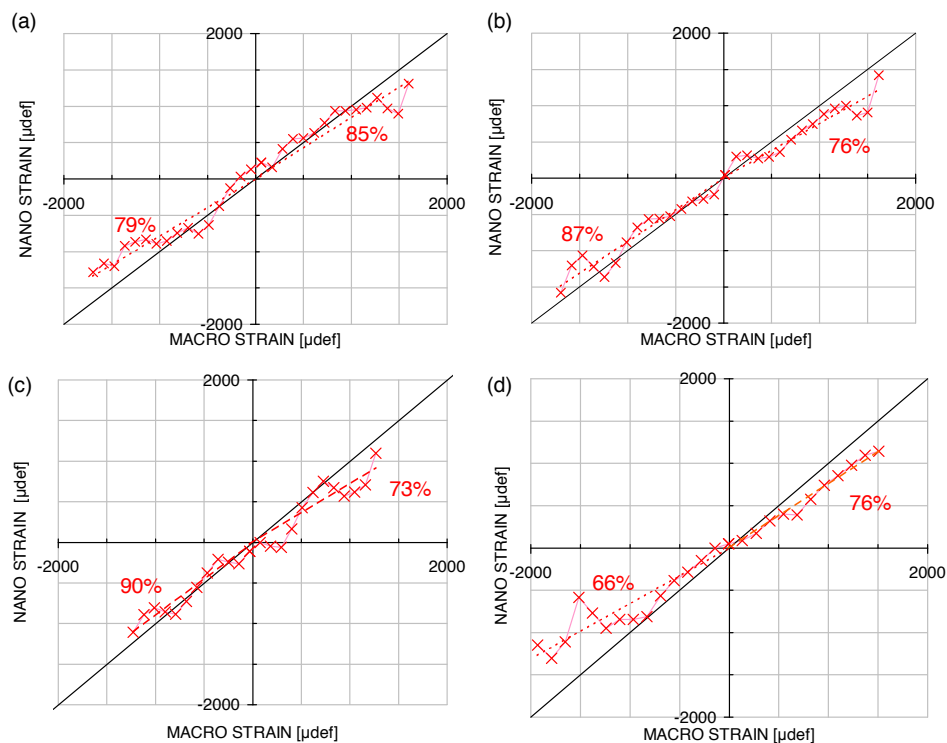 (a)
2000
NANO STRAIN [µdef]
85%
-2000
2000
79%
-2000
MACRO STRAIN [µdef]
(b)
2000
NANO STRAIN [µdef]
76%
-2000
2000
87%
-2000
MACRO STRAIN [µdef]
(c)
2000
NANO STRAIN [µdef]
73%
-2000
2000
90%
-2000
MACRO STRAIN [µdef]
(d)
2000
NANO STRAIN [µdef]
76%
-2000
2000
66%
-2000
MACRO STRAIN [µdef]